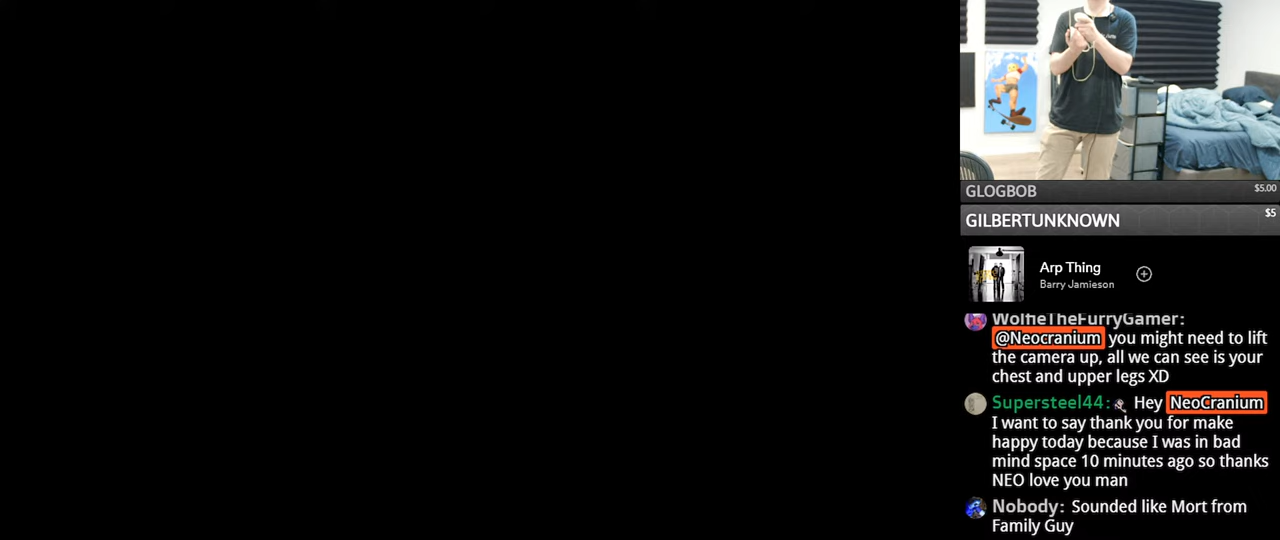 GLOGBOB $5.00
GILBERTUNKNOWN $5
Arp Thing
Barry Jamieson
WolfieTheFurryGamer:
@Neocranium you might need to lift
the camera up, all we can see is your
chest and upper legs XD
Supersteel44: Hey NeoCranium
I want to say thank you for make
happy today because I was in bad
mind space 10 minutes ago so thanks
NEO love you man
Nobody: Sounded like Mort from
Family Guy